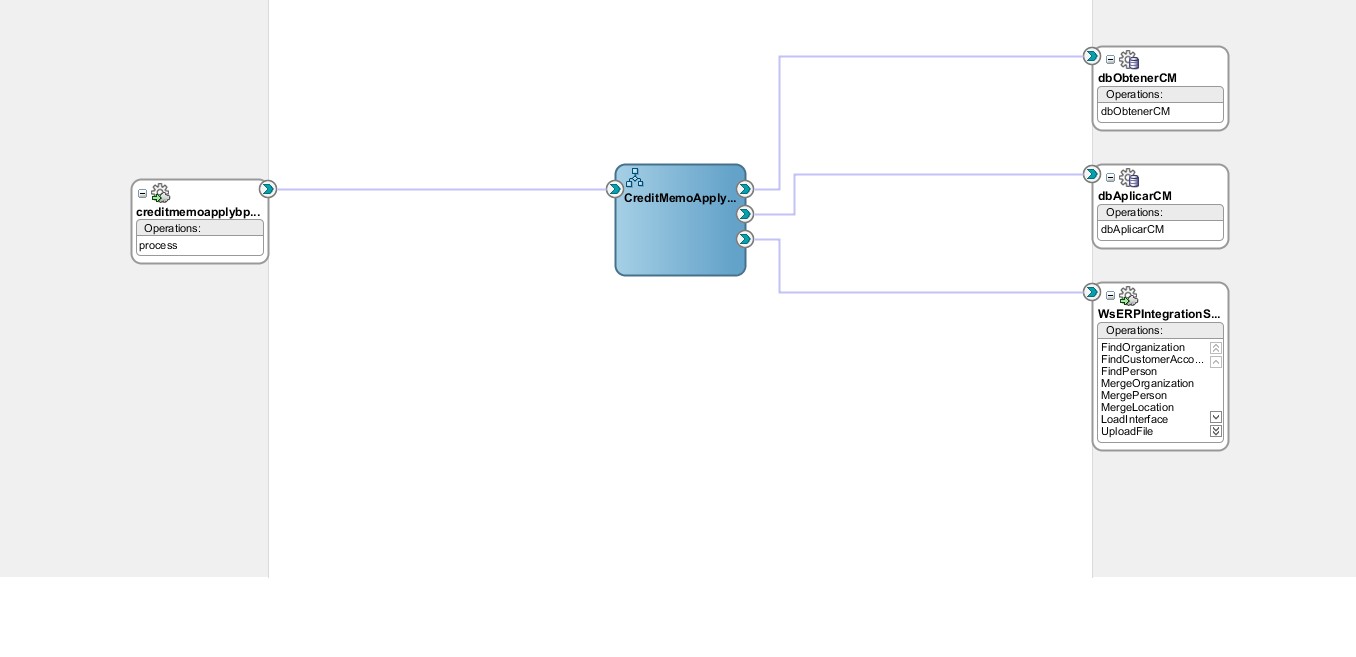 creditmemoapplybp...
Operations:
process
CreditMemoApply...
dbObtenerCM
Operations:
dbObtenerCM
dbAplicarCM
Operations:
dbAplicarCM
WsERPIntegrationS...
Operations:
FindOrganization
FindCustomerAcco...
FindPerson
MergeOrganization
MergePerson
MergeLocation
LoadInterface
UploadFile